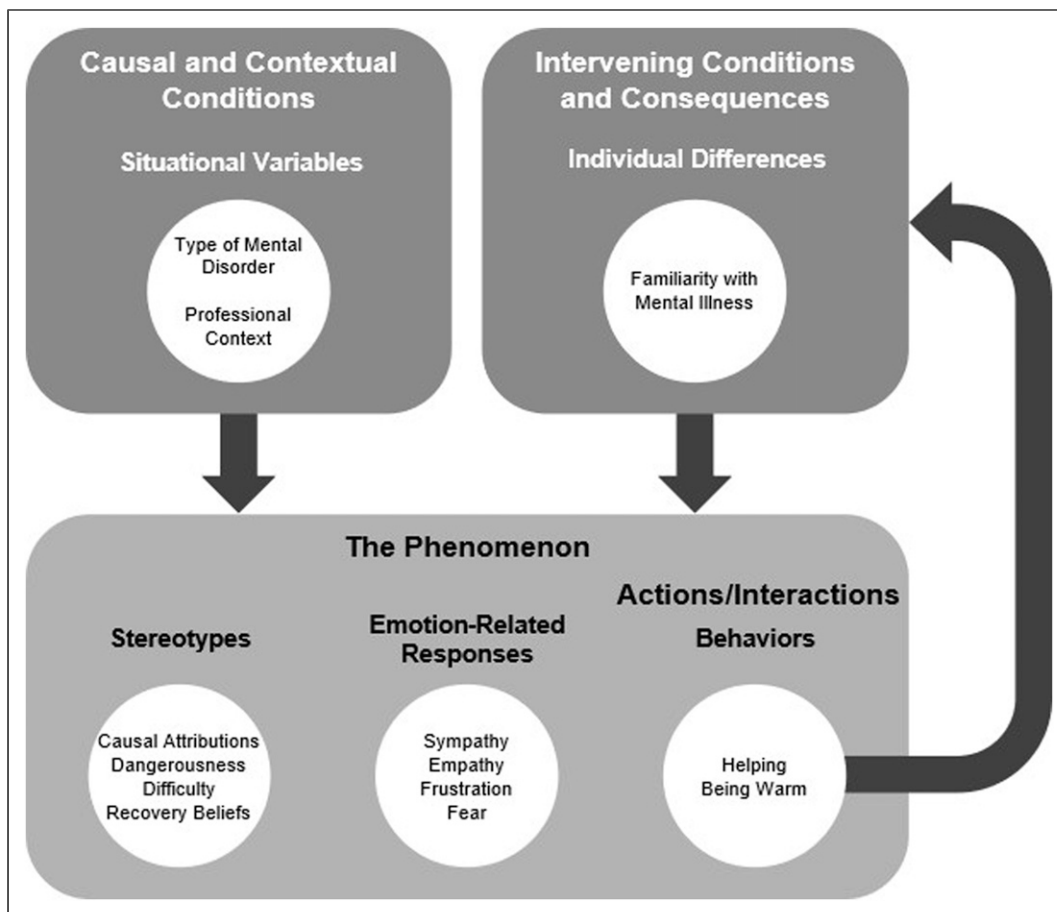 Causal and Contextual
Conditions
Situational Variables
Type of Mental
Disorder
Professional
Context
Intervening Conditions
and Consequences
Individual Differences
Familiarity with
Mental Illness
The Phenomenon
Stereotypes
Causal Attributions
Dangerousness
Difficulty
Recovery Beliefs
Emotion-Related
Responses
Sympathy
Empathy
Frustration
Fear
Actions/Interactions
Behaviors
Helping
Being Warm